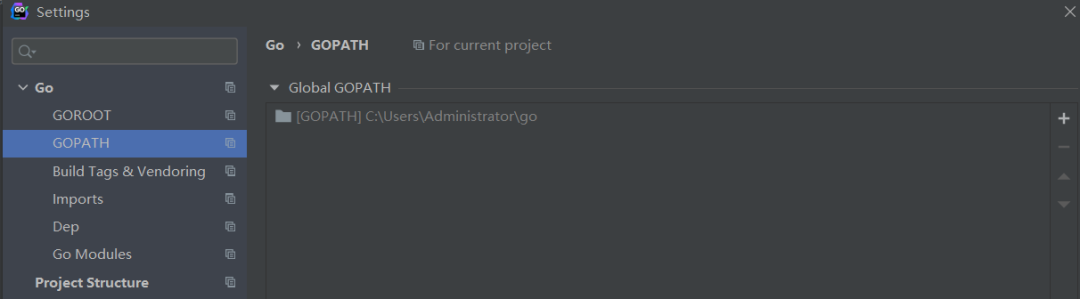 Settings
Go
GOROOT
GOPATH
Build Tags & Vendoring
Imports
Dep
Go Modules
Project Structure
Go › GOPATH For current project
Global GOPATH
[GOPATH] C:\Users\Administrator\go